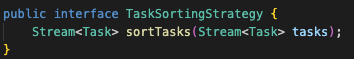 public interface TaskSortingStrategy {
    Stream<Task> sortTasks(Stream<Task> tasks);
}